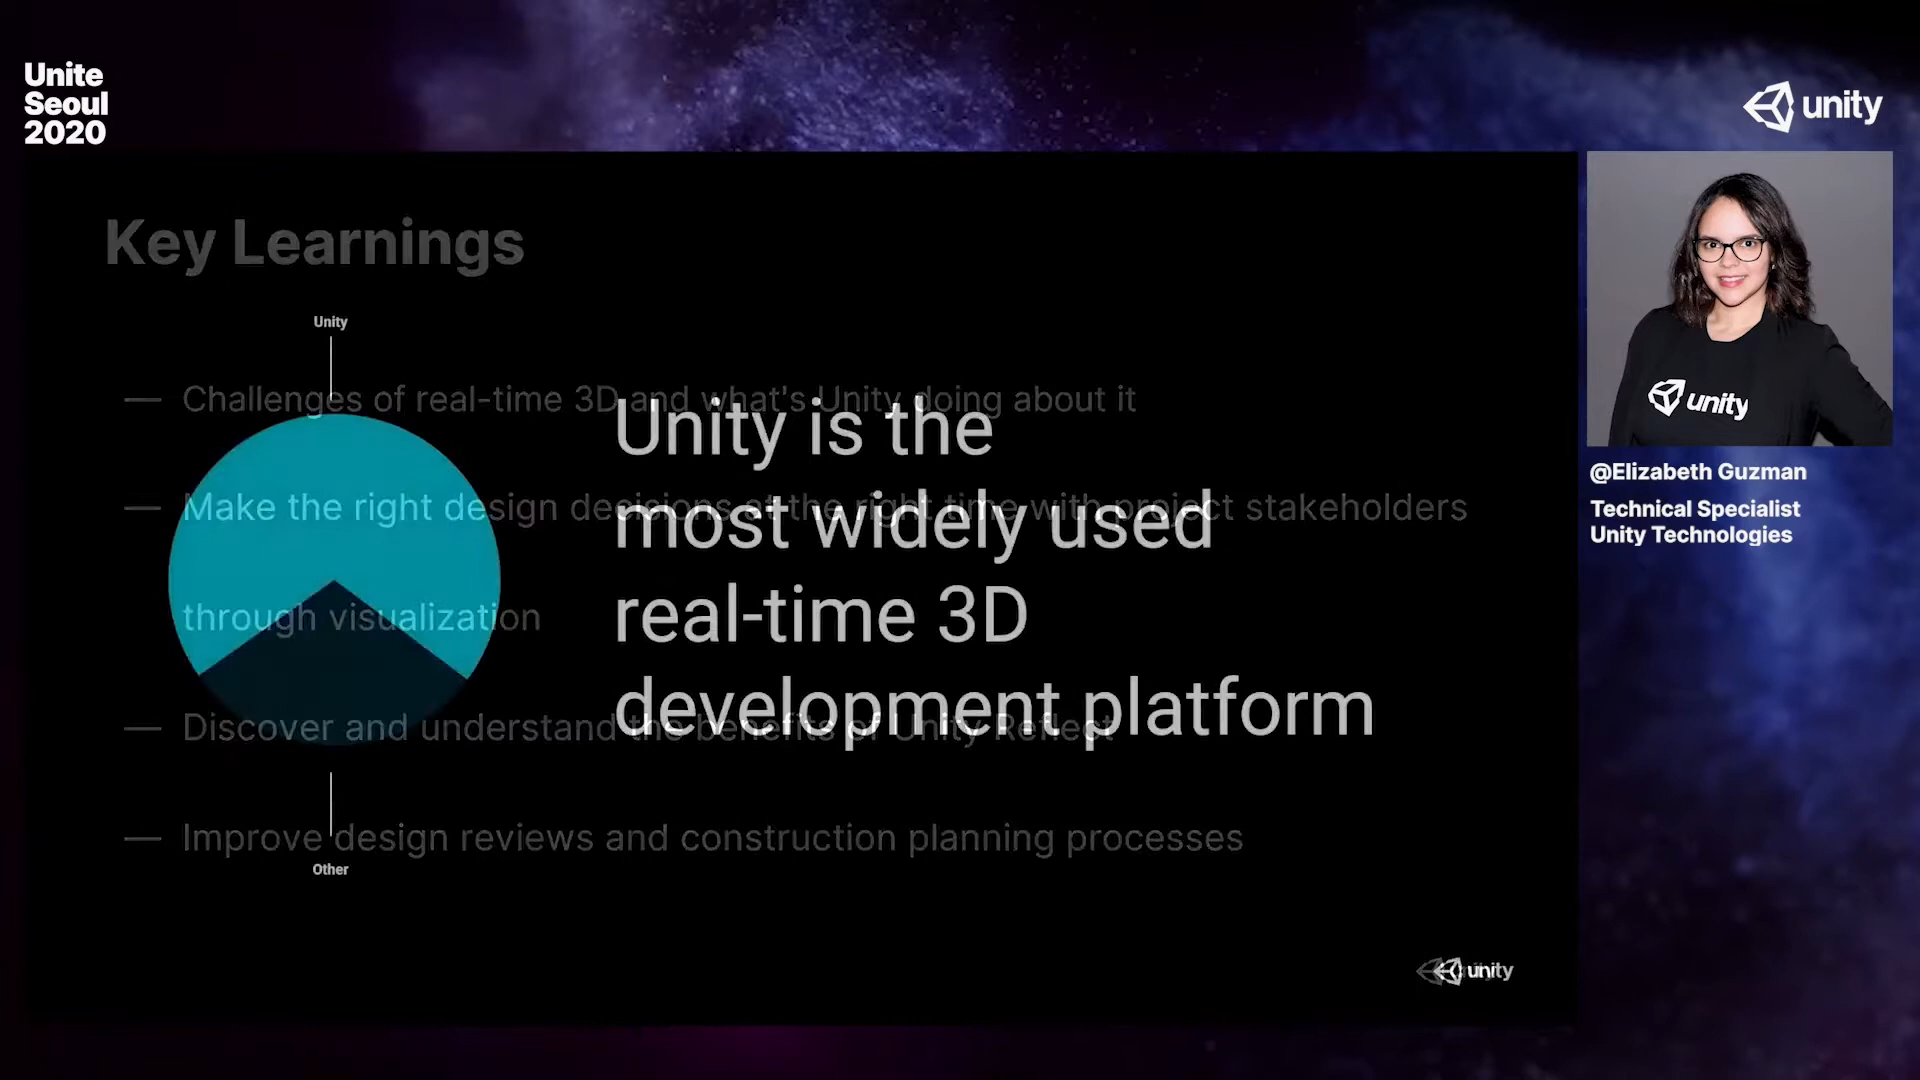 Unite
Seoul
2020
unity
Key Learnings
Unity
— Challenges of real-time 3D and what's Unity doing about it
— Make the right design decisions at the right time with project stakeholders
through visualization
— Discover and understand the benefits of Unity Reflect
— Improve design reviews and construction planning processes
Other
Unity is the
most widely used
real-time 3D
development platform
unity
unity
@Elizabeth Guzman
Technical Specialist
Unity Technologies